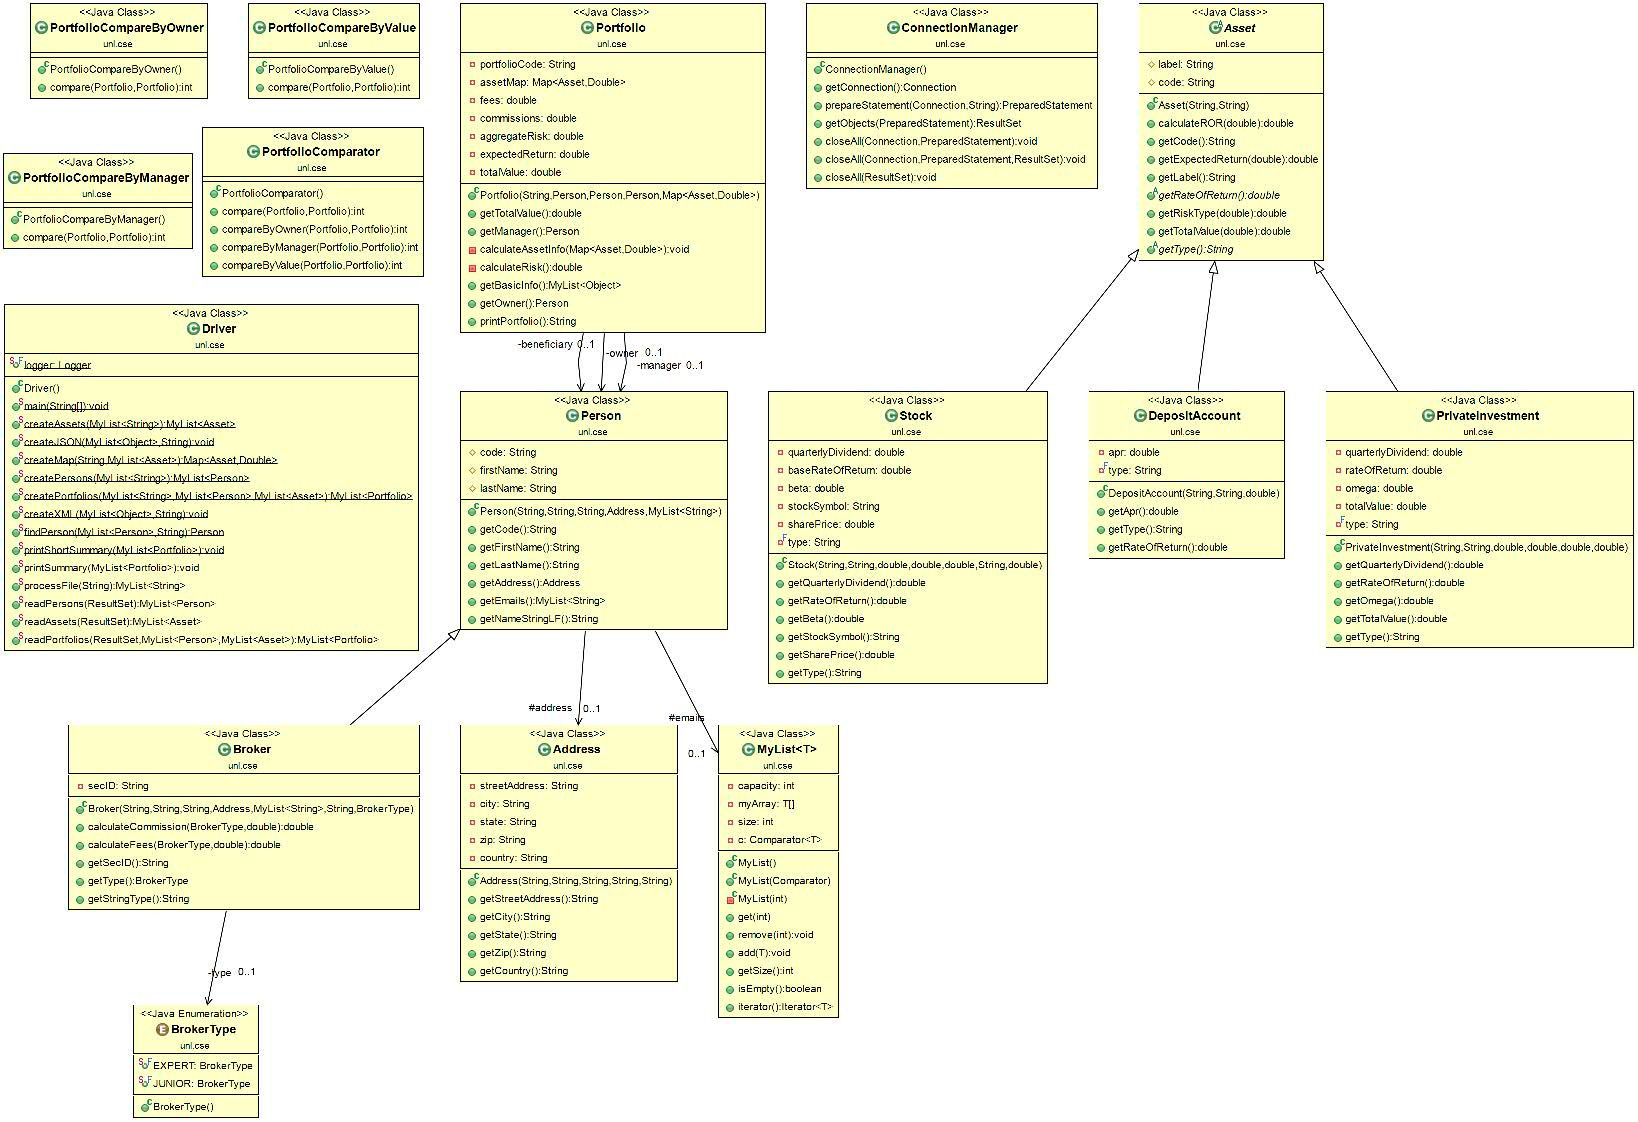 <<Java Class>>
PortfolioCompareByOwner
unl.cse
PortfolioCompareByOwner()
compare(Portfolio,Portfolio):int
<<Java Class>>
PortfolioCompareByValue
unl.cse
PortfolioCompareByValue()
compare(Portfolio,Portfolio):int
<<Java Class>>
PortfolioCompareByManager
unl.cse
PortfolioCompareByManager()
compare(Portfolio,Portfolio):int
<<Java Class>>
PortfolioComparator
unl.cse
PortfolioComparator()
compare(Portfolio,Portfolio):int
compareByOwner(Portfolio,Portfolio):int
compareByManager(Portfolio,Portfolio):int
compareByValue(Portfolio,Portfolio):int
<<Java Class>>
Portfolio
unl.cse
portfolioCode: String
assetMap: Map<Asset,Double>
fees: double
commissions: double
aggregateRisk: double
expectedReturn: double
totalValue: double
Portfolio(String,Person,Person,Person,Map<Asset,Double>)
getTotalValue():double
getManager():Person
calculateAssetInfo(Map<Asset,Double>):void
calculateRisk():double
getBasicInfo():MyList<Object>
getOwner():Person
printPortfolio():String
<<Java Class>>
ConnectionManager
unl.cse
ConnectionManager()
getConnection():Connection
prepareStatement(Connection,String):PreparedStatement
getObjects(PreparedStatement):ResultSet
closeAll(Connection,PreparedStatement):void
closeAll(Connection,PreparedStatement,ResultSet):void
closeAll(ResultSet):void
<<Java Class>>
Asset
unl.cse
label: String
code: String
Asset(String,String)
calculateROR(double):double
getCode():String
getExpectedReturn(double):double
getLabel():String
getRateOfReturn():double
getRiskType(double):double
getTotalValue(double):double
getType():String
<<Java Class>>
Driver
unl.cse
logger: Logger
Driver()
main(String[]):void
createAssets(MyList<String>):MyList<Asset>
createJSON(MyList<Object>,String):void
createMap(String,MyList<Asset>):Map<Asset,Double>
createPersons(MyList<String>):MyList<Person>
createPortfolios(MyList<String>,MyList<Person>,MyList<Asset>):MyList<Portfolio>
createXML(MyList<Object>,String):void
findPerson(MyList<Person>,String):Person
printShortSummary(MyList<Portfolio>):void
printSummary(MyList<Portfolio>):void
processFile(String):MyList<String>
readPersons(ResultSet):MyList<Person>
readAssets(ResultSet):MyList<Asset>
readPortfolios(ResultSet,MyList<Person>,MyList<Asset>):MyList<Portfolio>
-beneficiary 0..1
-owner 0..1
-manager 0..1
<<Java Class>>
Person
unl.cse
code: String
firstName: String
lastName: String
Person(String,String,String,Address,MyList<String>)
getCode():String
getFirstName():String
getLastName():String
getAddress():Address
getEmails():MyList<String>
getNameStringLF():String
<<Java Class>>
Stock
unl.cse
quarterlyDividend: double
baseRateOfReturn: double
beta: double
stockSymbol: String
sharePrice: double
type: String
Stock(String,String,double,double,double,String,double)
getQuarterlyDividend():double
getRateOfReturn():double
getBeta():double
getStockSymbol():String
getSharePrice():double
getType():String
<<Java Class>>
DepositAccount
unl.cse
apr: double
type: String
DepositAccount(String,String,double)
getApr():double
getType():String
getRateOfReturn():double
<<Java Class>>
PrivateInvestment
unl.cse
quarterlyDividend: double
rateOfReturn: double
omega: double
totalValue: double
type: String
PrivateInvestment(String,String,double,double,double,double)
getQuarterlyDividend():double
getRateOfReturn():double
getOmega():double
getTotalValue():double
getType():String
#address 0..1
#emails
0..1
<<Java Class>>
Broker
unl.cse
secID: String
Broker(String,String,String,Address,MyList<String>,String,BrokerType)
calculateCommission(BrokerType,double):double
calculateFees(BrokerType,double):double
getSecID():String
getType():BrokerType
getStringType():String
<<Java Class>>
Address
unl.cse
streetAddress: String
city: String
state: String
zip: String
country: String
Address(String,String,String,String,String)
getStreetAddress():String
getCity():String
getState():String
getZip():String
getCountry():String
<<Java Class>>
MyList<T>
unl.cse
capacity: int
myArray: T[]
size: int
c: Comparator<T>
MyList()
MyList(Comparator)
MyList(int)
get(int)
remove(int):void
add(T):void
getSize():int
isEmpty():boolean
iterator():Iterator<T>
-type 0..1
<<Java Enumeration>>
BrokerType
unl.cse
EXPERT: BrokerType
JUNIOR: BrokerType
BrokerType()